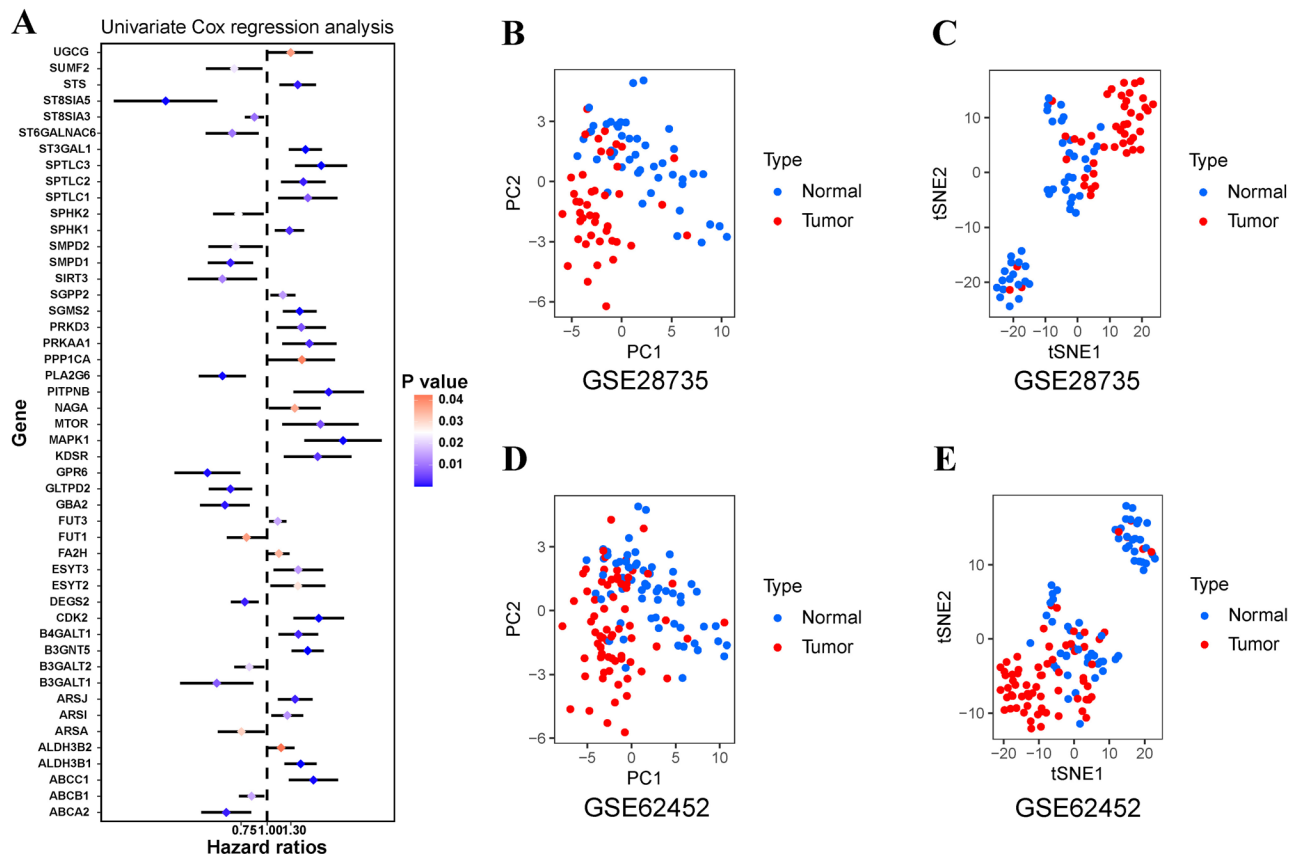 A
Univariate Cox regression analysis
UGCG
SUMF2
STS
ST8SIA5
ST8SIA3
ST6GALNAC6
ST3GAL1
SPTLC3
SPTLC2
SPTLC1
SPHK2
SPHK1
SMPD2
SMPD1
SIRT3
SGPP2
SGMS2
PRKD3
PRKAA1
PPP1CA
PLA2G6
PITPNB
NAGA
MTOR
MAPK1
KDSR
GPR6
GLTPD2
GBA2
FUT3
FUT1
FA2H
ESYT3
ESYT2
DEGS2
CDK2
B4GALT1
B3GNT5
B3GALT2
B3GALT1
ARSJ
ARSI
ARSA
ALDH3B2
ALDH3B1
ABCC1
ABCB1
ABCA2
Gene
0.75 1.00 1.30
Hazard ratios
P value
0.04
0.03
0.02
0.01
B
PC2
3
0
−3
−6
−5 0 5 10
PC1
GSE28735
Type
Normal
Tumor
C
tSNE2
10
0
−10
−20
−20 −10 0 10 20
tSNE1
GSE28735
Type
Normal
Tumor
D
PC2
3
0
−3
−6
−5 0 5 10
PC1
GSE62452
Type
Normal
Tumor
E
tSNE2
10
0
−10
−20 −10 0 10 20
tSNE1
GSE62452
Type
Normal
Tumor